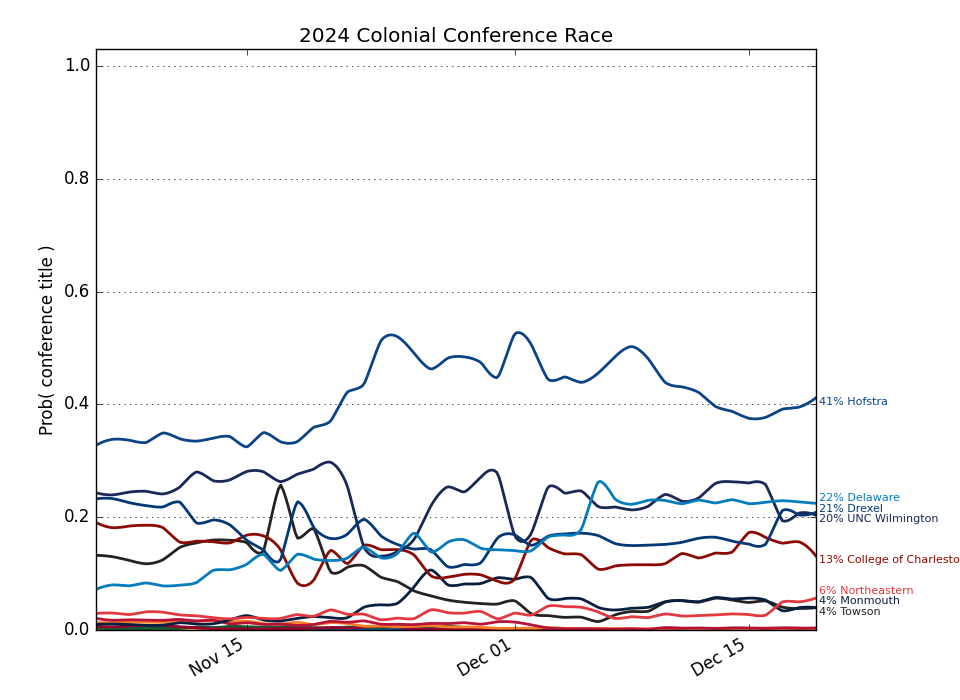 2024 Colonial Conference Race
Prob( conference title )
1.0
0.8
0.6
0.4
0.2
0.0
Nov 15
Dec 01
Dec 15
41% Hofstra
22% Delaware
21% Drexel
20% UNC Wilmington
13% College of Charlesto
6% Northeastern
4% Monmouth
4% Towson